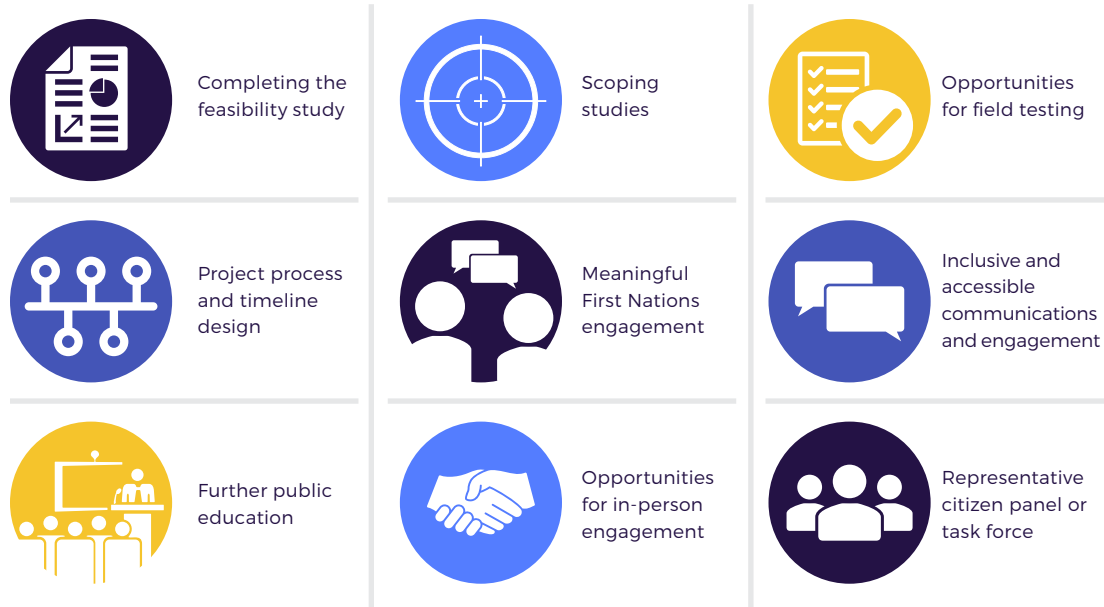 Completing the
feasibility study
Scoping
studies
Opportunities
for field testing
Project process
and timeline
design
Meaningful
First Nations
engagement
Inclusive and
accessible
communications
and engagement
Further public
education
Opportunities
for in-person
engagement
Representative
citizen panel or
task force